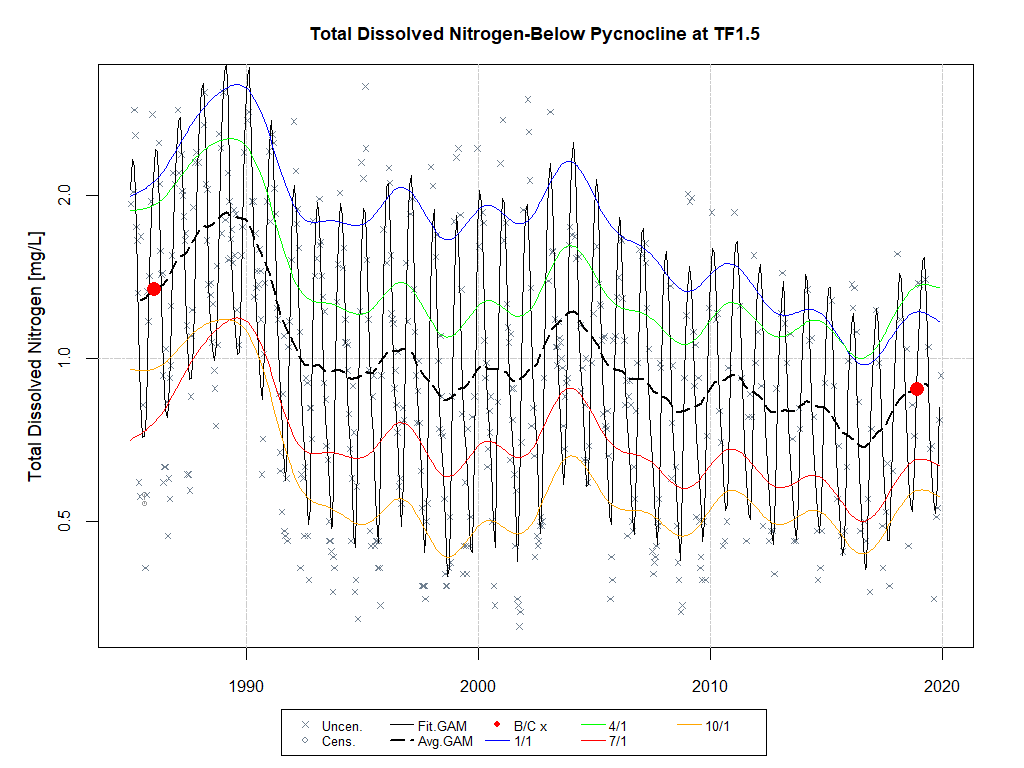 Total Dissolved Nitrogen-Below Pycnocline at TF1.5
Total Dissolved Nitrogen [mg/L]
2.0
1.0
0.5
1990 2000 2010 2020
Uncen. Fit.GAM B/C x 4/1 10/1
Cens. Avg.GAM 1/1 7/1